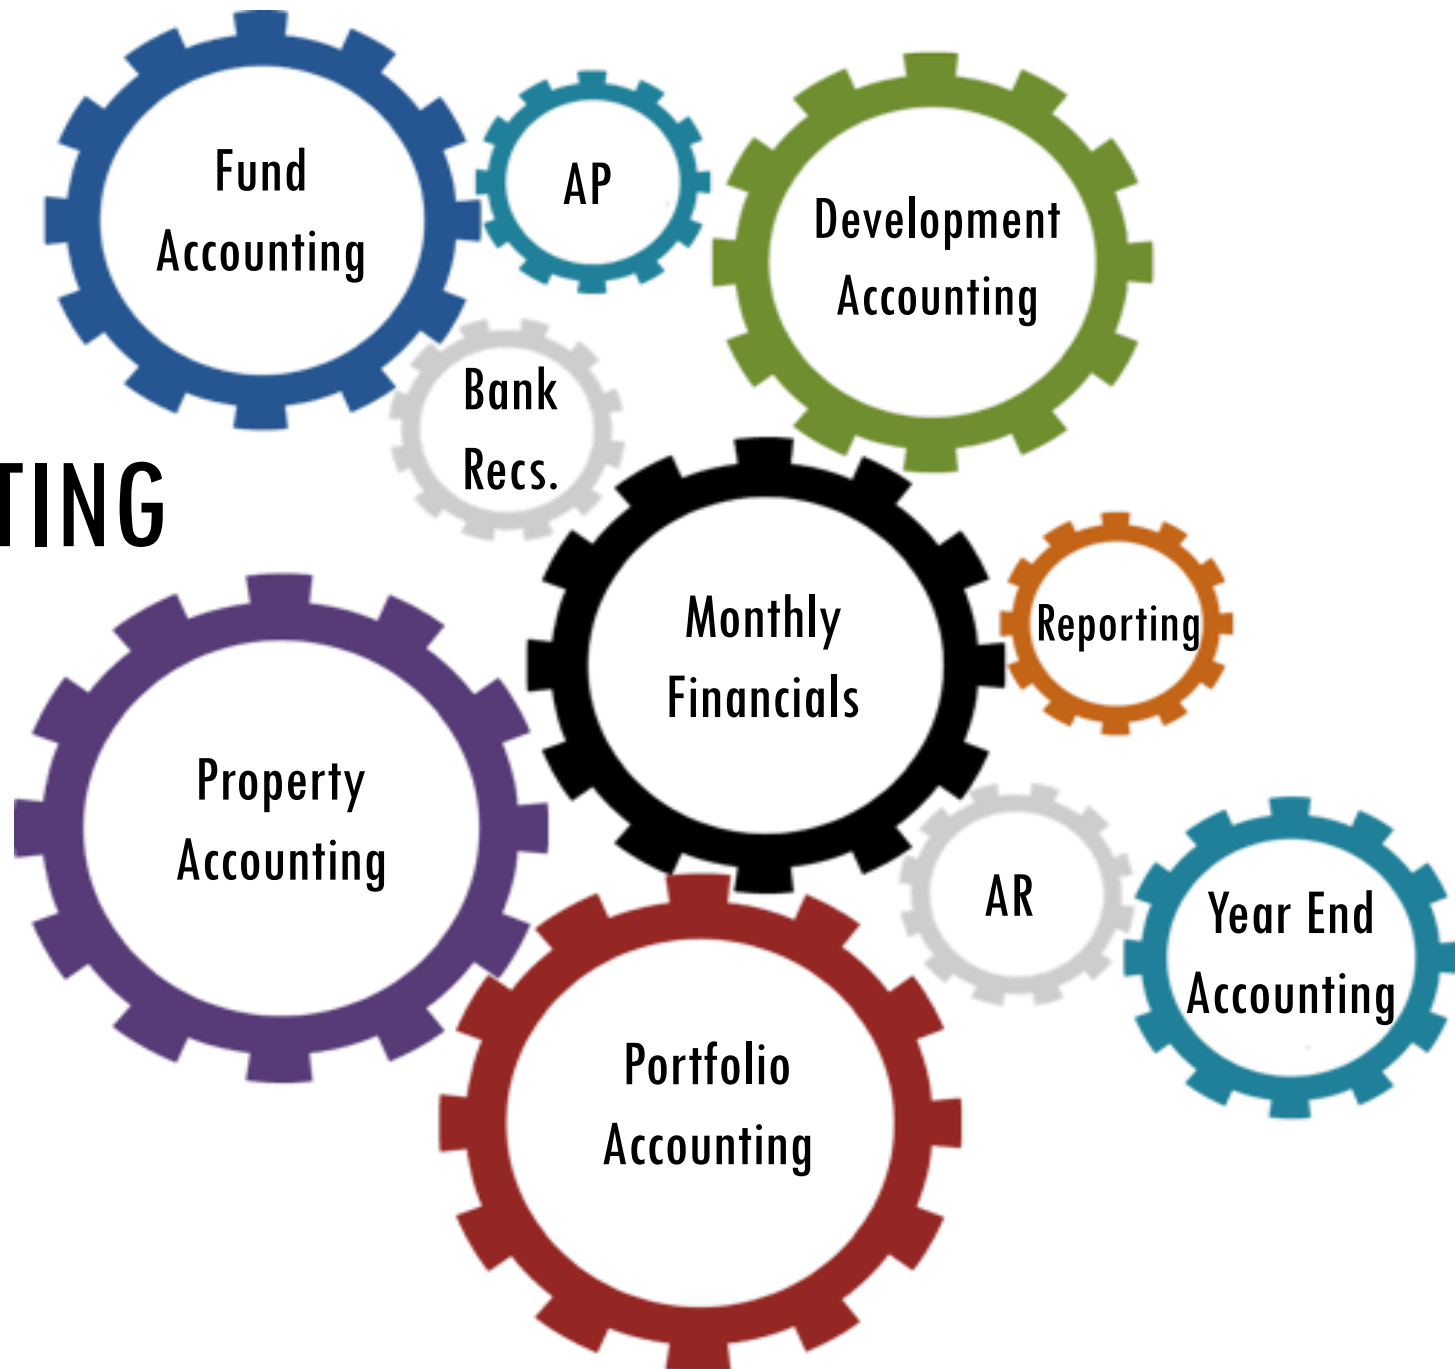 Fund
Accounting
AP
Development
Accounting
Bank
Recs.
TING
Monthly
Financials
Reporting
Property
Accounting
AR
Year End
Accounting
Portfolio
Accounting